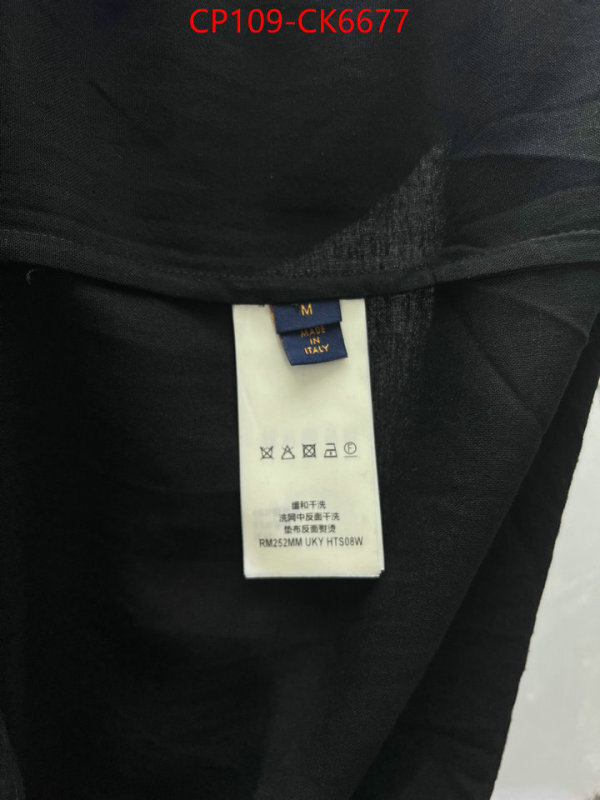 CP109-CK6677
M
MADE
IN
ITALY
F
缓和干洗
洗网中反面干洗
垫布反面熨烫
RM252MM UKY HTS08W